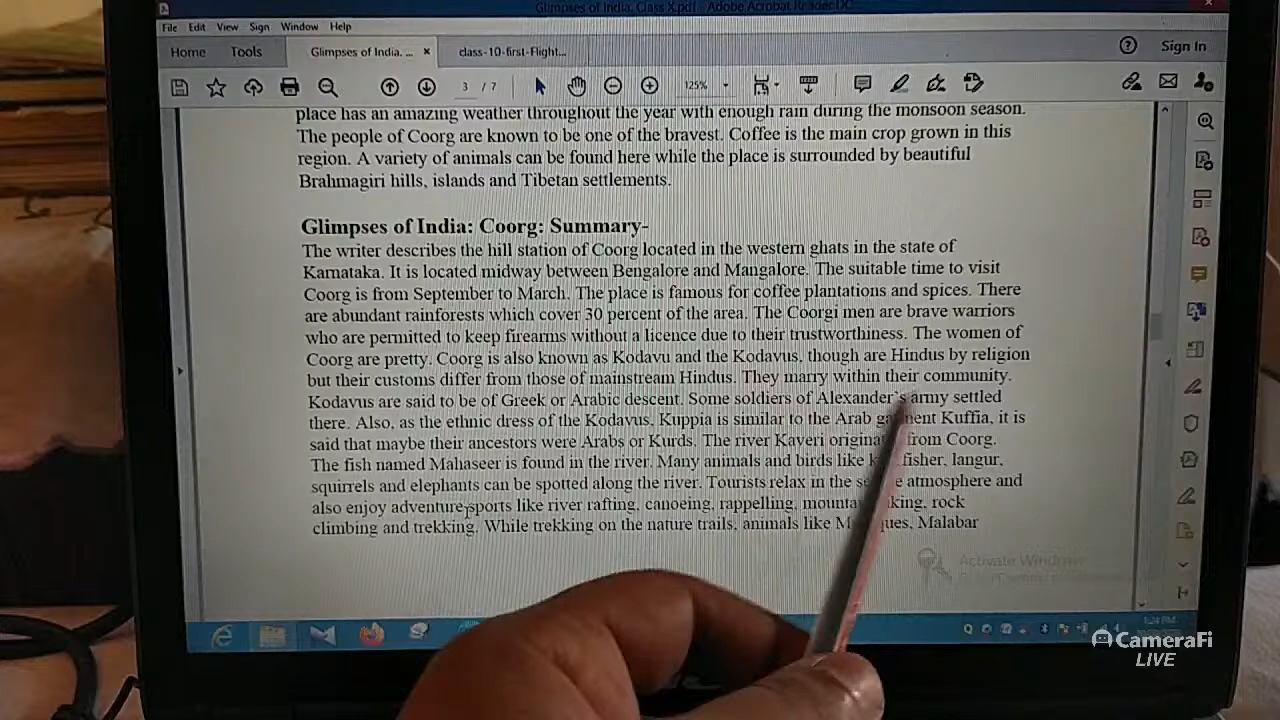 Glimpses of India, Class X.pdf - Adobe Acrobat Reader DC
File Edit View Sign Window Help
Home Tools Glimpses of India. ... × class-10-first-Flight... Sign In
3 / 7 125%
place has an amazing weather throughout the year with enough rain during the monsoon season.
The people of Coorg are known to be one of the bravest. Coffee is the main crop grown in this
region. A variety of animals can be found here while the place is surrounded by beautiful
Brahmagiri hills, islands and Tibetan settlements.
Glimpses of India: Coorg: Summary-
The writer describes the hill station of Coorg located in the western ghats in the state of
Karnataka. It is located midway between Bengalore and Mangalore. The suitable time to visit
Coorg is from September to March. The place is famous for coffee plantations and spices. There
are abundant rainforests which cover 30 percent of the area. The Coorgi men are brave warriors
who are permitted to keep firearms without a licence due to their trustworthiness. The women of
Coorg are pretty. Coorg is also known as Kodavu and the Kodavus, though are Hindus by religion
but their customs differ from those of mainstream Hindus. They marry within their community.
Kodavus are said to be of Greek or Arabic descent. Some soldiers of Alexander's army settled
there. Also, as the ethnic dress of the Kodavus, Kuppia is similar to the Arab garment Kuffia, it is
said that maybe their ancestors were Arabs or Kurds. The river Kaveri from Coorg.
The fish named Mahaseer is found in the river. Many animals and birds like langur,
squirrels and elephants can be spotted along the river. Tourists relax in the atmosphere and
also enjoy adventure sports like river rafting, canoeing, rappelling, rock
climbing and trekking. While trekking on the nature trails, animals like Malabar
Activate Windows
1:24 PM
CameraFi
LIVE